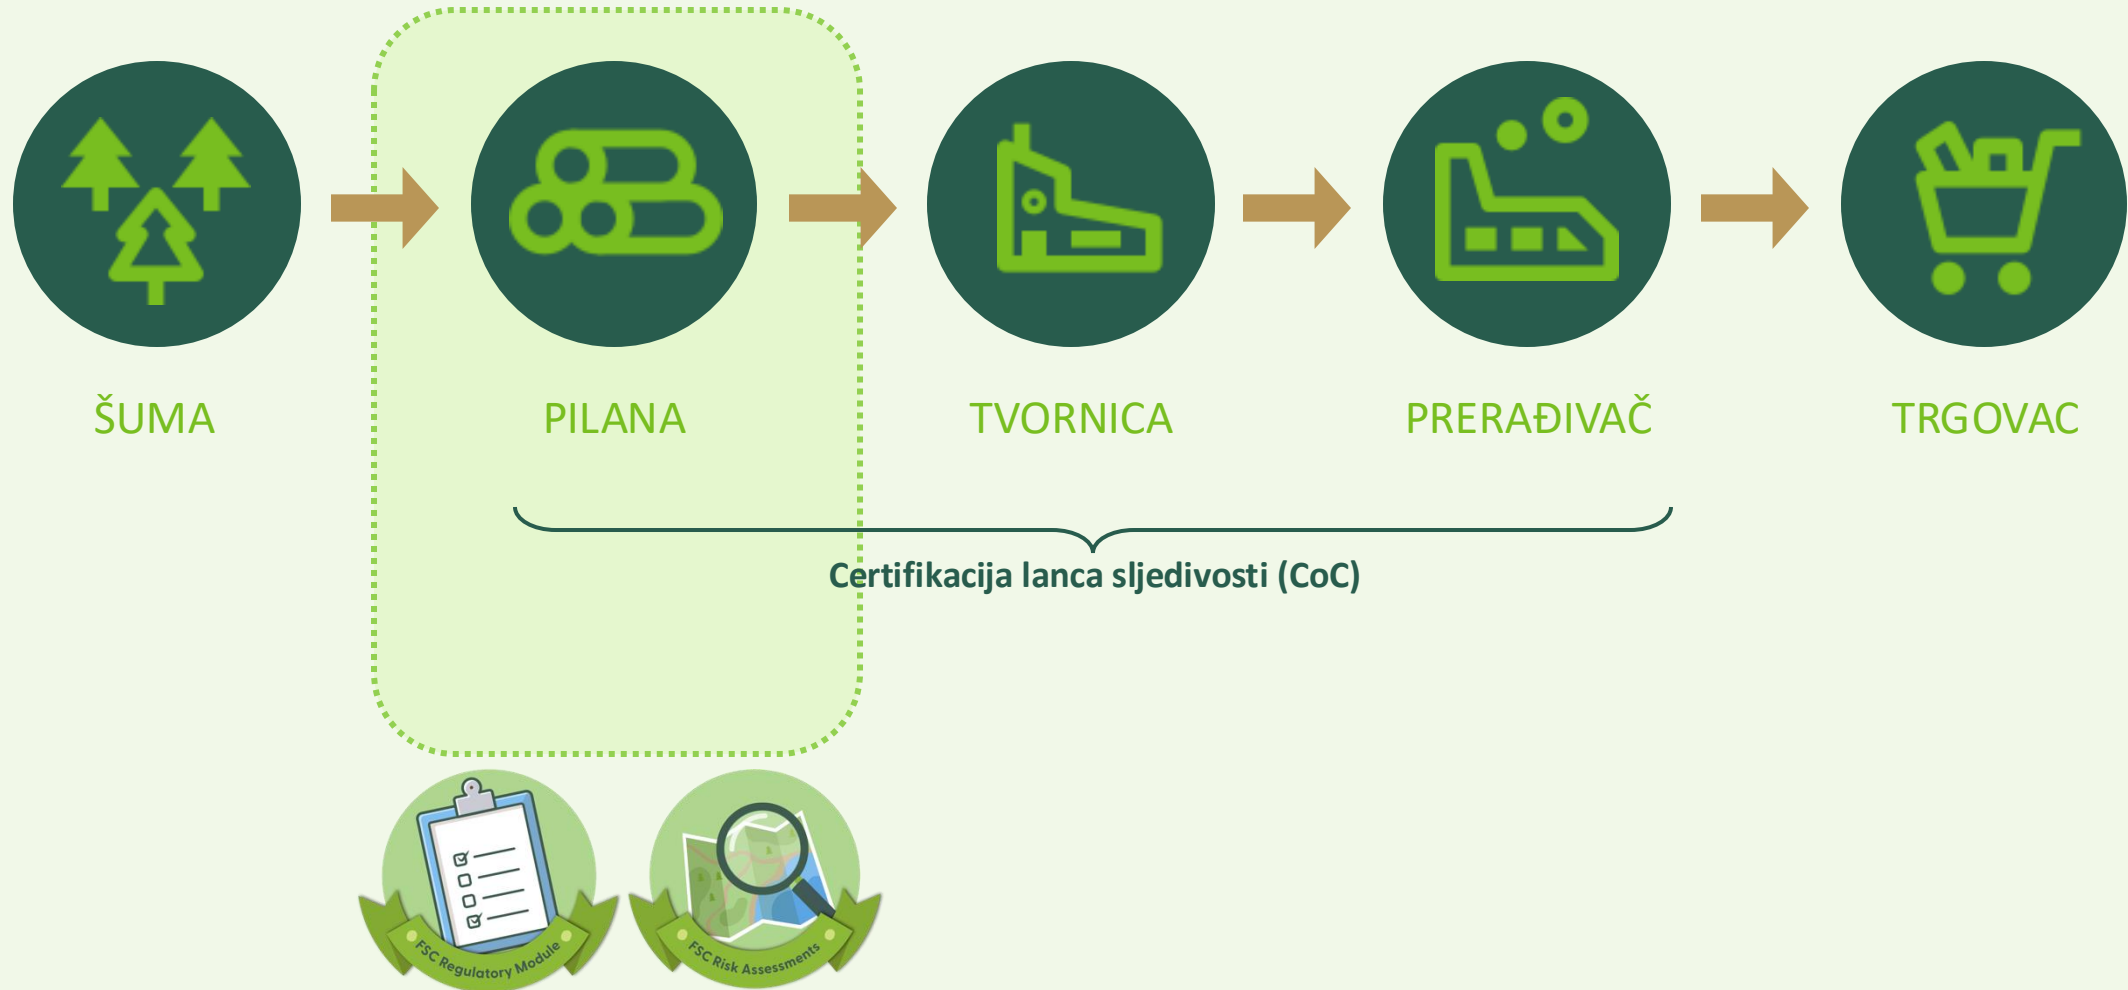 ŠUMA
PILANA
TVORNICA
PRERAĐIVAČ
TRGOVAC
Certifikacija lanca sljedivosti (CoC)
FSC Regulatory Module
FSC Risk Assessments